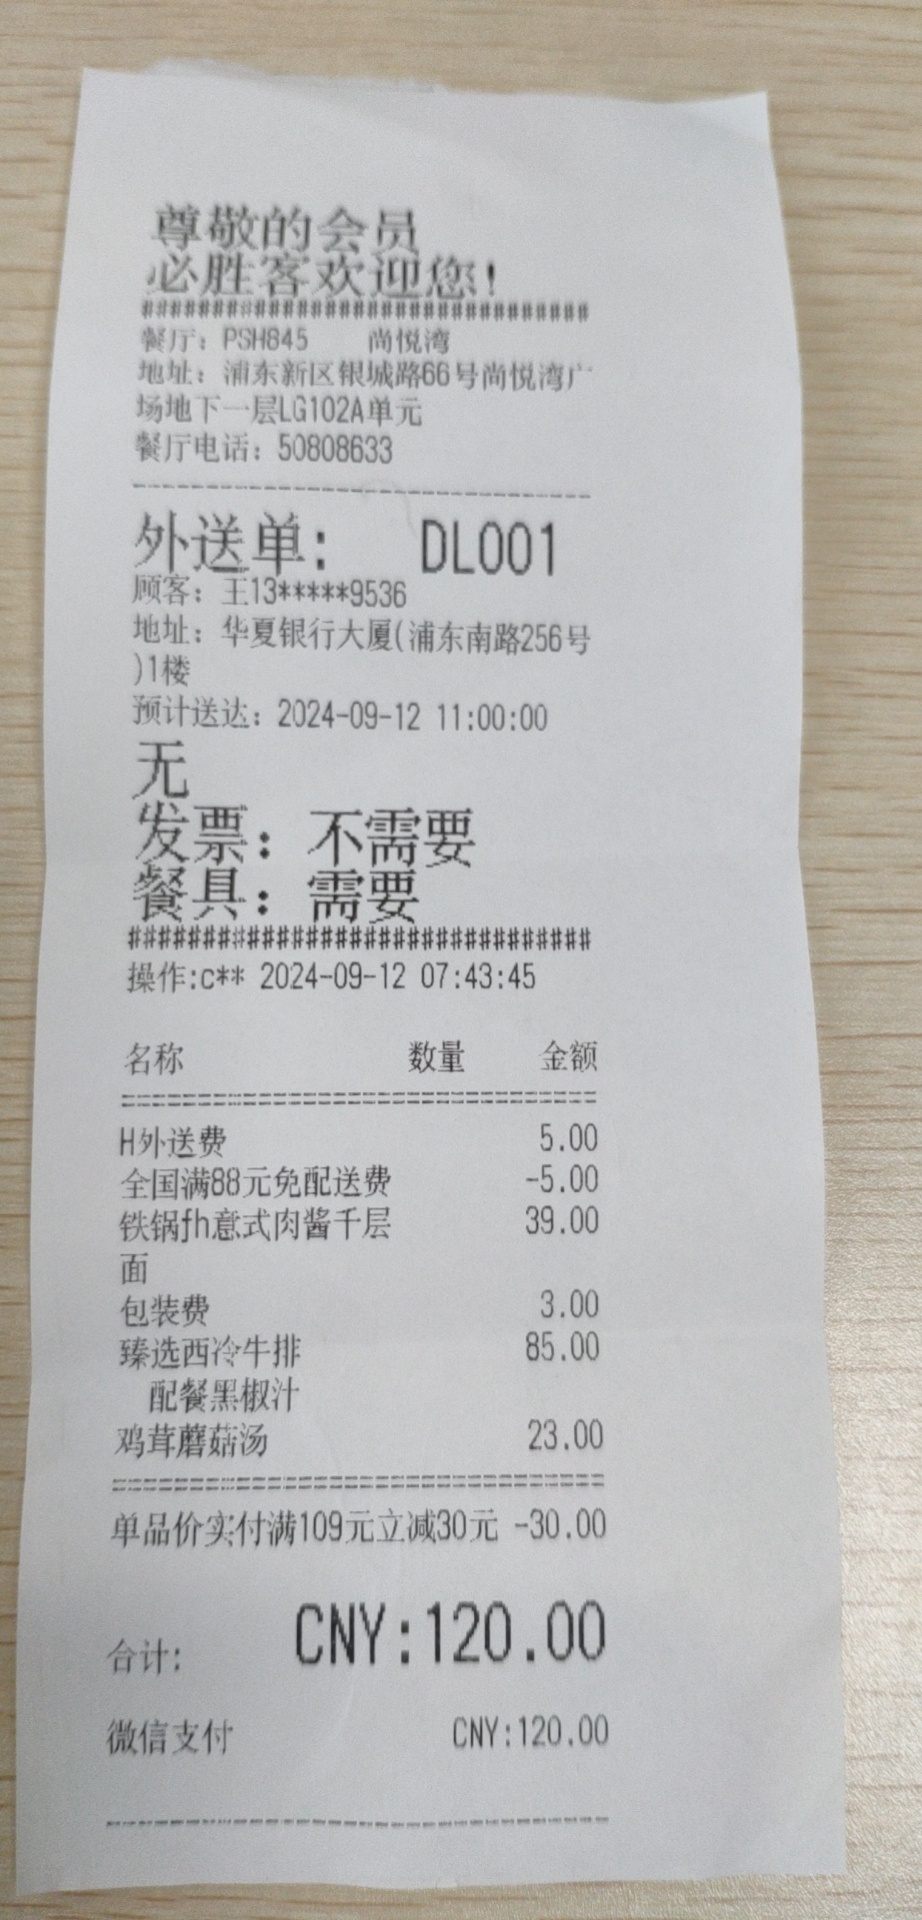 尊敬的会员
必胜客欢迎您!
################################
餐厅: PSH845 尚悦湾
地址: 浦东新区银城路66号尚悦湾广
场地下一层LG102A单元
餐厅电话: 50808633
--------------------------------
外送单: DL001
顾客: 王13*****9536
地址: 华夏银行大厦(浦东南路256号
)1楼
预计送达: 2024-09-12 11:00:00
无
发票: 不需要
餐具: 需要
################################
操作:c** 2024-09-12 07:43:45
名称 数量 金额
================================
H外送费 5.00
全国满88元免配送费 -5.00
铁锅fh意式肉酱千层 39.00
面
包装费 3.00
臻选西冷牛排 85.00
配餐黑椒汁
鸡茸蘑菇汤 23.00
================================
单品价实付满109元立减30元 -30.00
合计: CNY:120.00
微信支付 CNY:120.00
--------------------------------